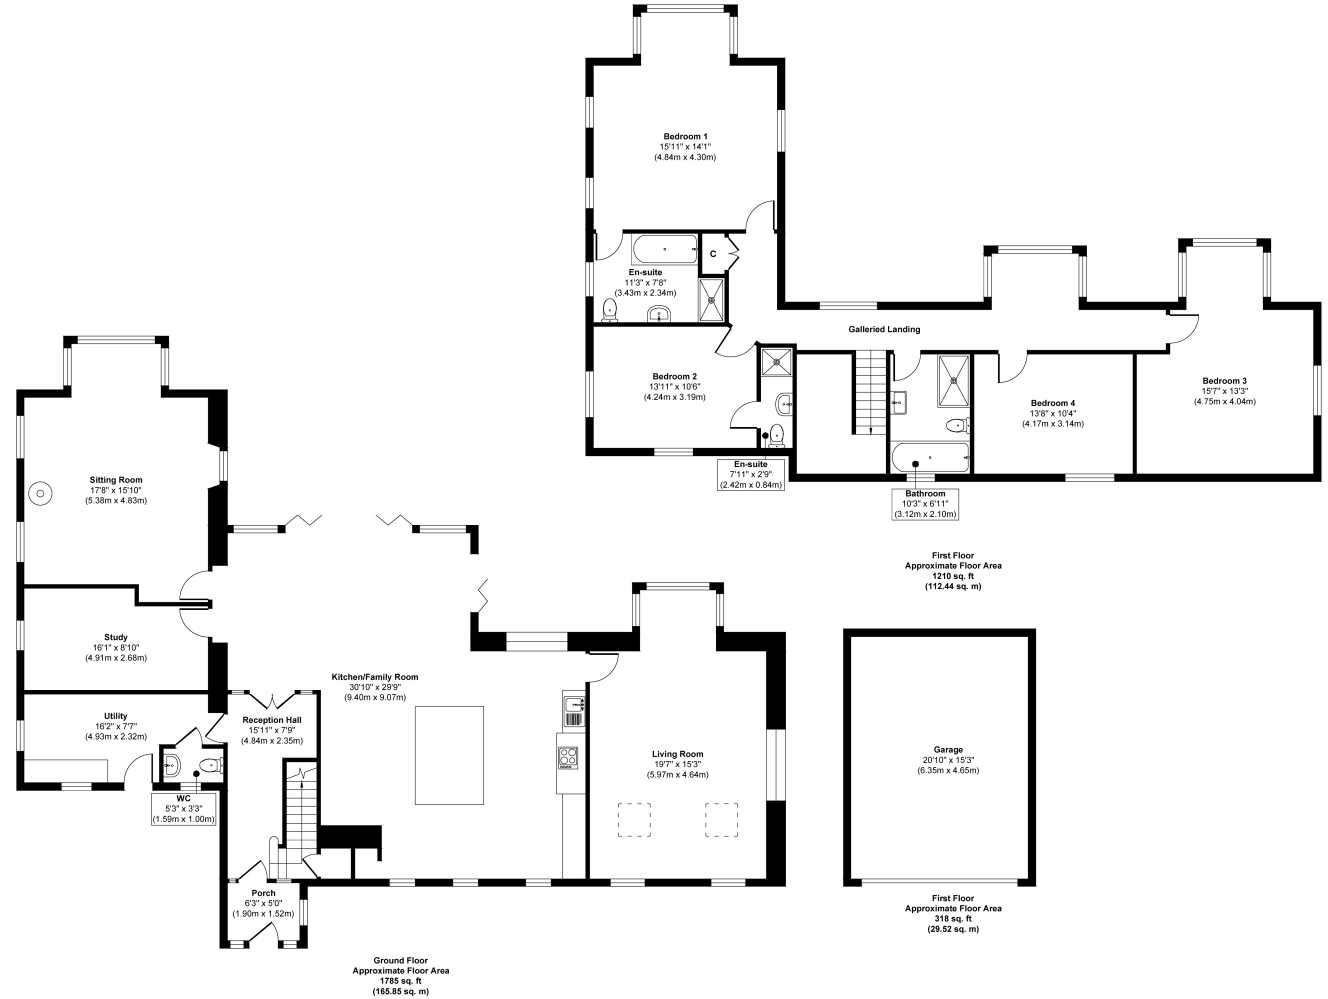 Bedroom 1
15'11" x 14'1"
(4.84m x 4.30m)
C
En-suite
11'3" x 7'8"
(3.43m x 2.34m)
Galleried Landing
Bedroom 2
13'11" x 10'6"
(4.24m x 3.19m)
Bedroom 3
15'7" x 13'3"
(4.75m x 4.04m)
Bedroom 4
13'8" x 10'4"
(4.17m x 3.14m)
En-suite
7'11" x 2'9"
(2.42m x 0.84m)
Bathroom
10'3" x 6'11"
(3.12m x 2.10m)
First Floor
Approximate Floor Area
1210 sq. ft
(112.44 sq. m)
Sitting Room
17'8" x 15'10"
(5.38m x 4.83m)
Study
16'1" x 8'10"
(4.91m x 2.68m)
Kitchen/Family Room
30'10" x 29'9"
(9.40m x 9.07m)
Utility
16'2" x 7'7"
(4.93m x 2.32m)
Reception Hall
15'11" x 7'9"
(4.84m x 2.35m)
Living Room
19'7" x 15'3"
(5.97m x 4.64m)
WC
5'3" x 3'3"
(1.59m x 1.00m)
Porch
6'3" x 5'0"
(1.90m x 1.52m)
Ground Floor
Approximate Floor Area
1785 sq. ft
(165.85 sq. m)
Garage
20'10" x 15'3"
(6.35m x 4.65m)
First Floor
Approximate Floor Area
318 sq. ft
(29.52 sq. m)